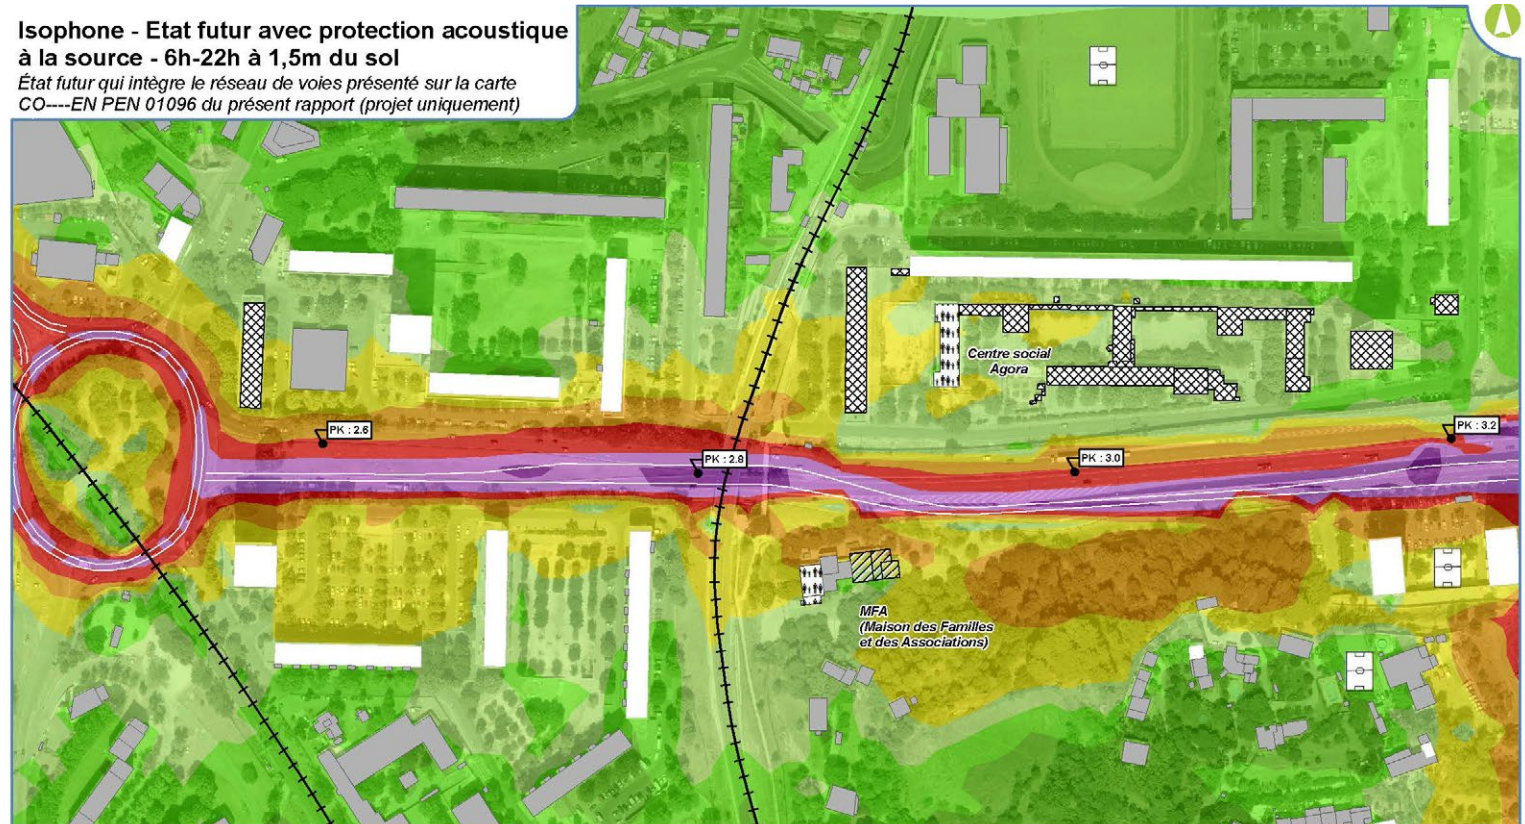 Isophone - Etat futur avec protection acoustique
à la source - 6h-22h à 1,5m du sol
État futur qui intègre le réseau de voies présenté sur la carte
CO----EN PEN 01096 du présent rapport (projet uniquement)
Centre social
Agora
PK : 2.6
PK : 2.8
PK : 3.0
PK : 3.2
MFA
(Maison des Familles
et des Associations)